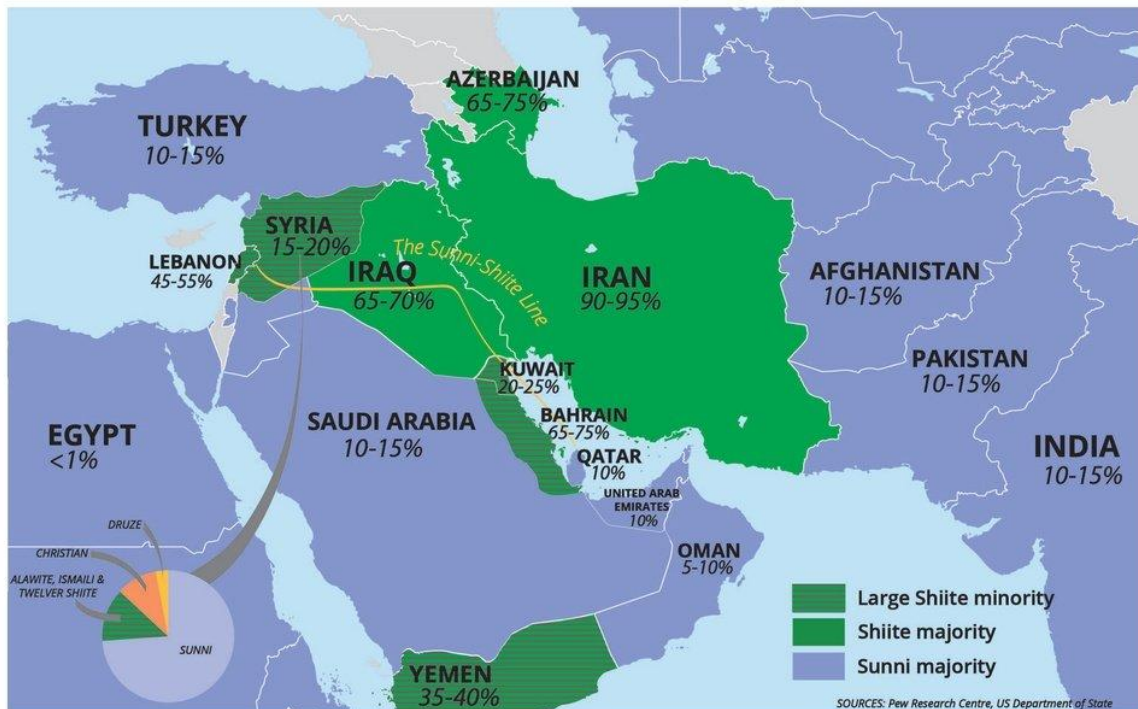 AZERBAIJAN
65-75%
TURKEY
10-15%
SYRIA
15-20%
LEBANON
45-55%
The Sunni-Shiite Line
IRAQ
65-70%
IRAN
90-95%
AFGHANISTAN
10-15%
PAKISTAN
10-15%
KUWAIT
20-25%
BAHRAIN
65-75%
SAUDI ARABIA
10-15%
EGYPT
<1%
QATAR
10%
INDIA
10-15%
UNITED ARAB
EMIRATES
10%
OMAN
5-10%
DRUZE
CHRISTIAN
ALAWITE, ISMAILI &
TWELVER SHIITE
SUNNI
YEMEN
35-40%
Large Shiite minority
Shiite majority
Sunni majority
SOURCES: Pew Research Centre, US Department of State